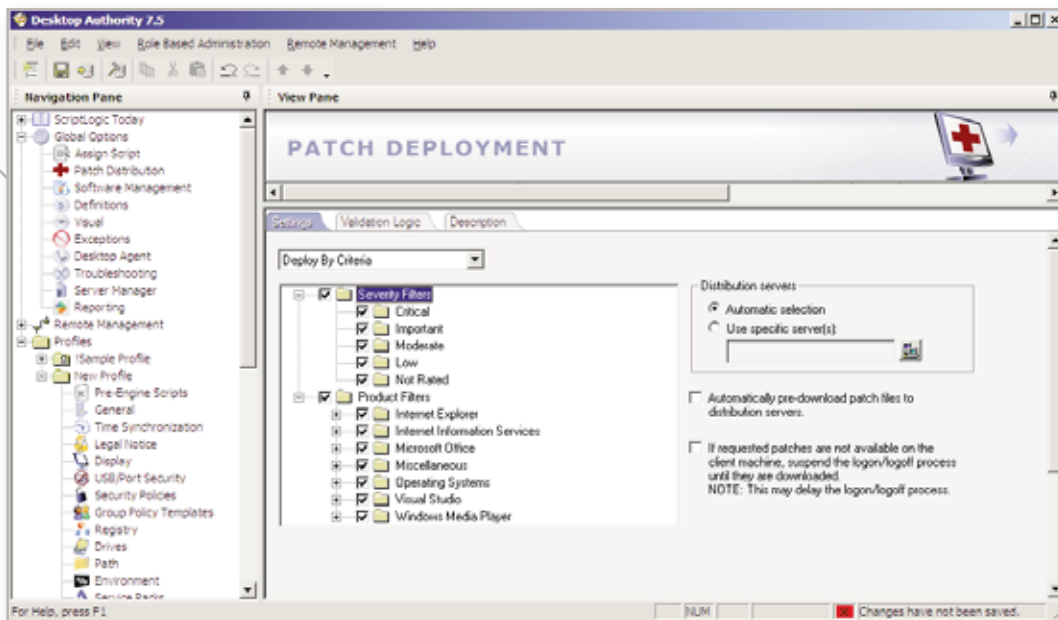 Desktop Authority 7.5
File Edit View Role Based Administration Remote Management Help
Navigation Pane
View Pane
ScriptLogic Today
Global Options
Assign Script
Patch Distribution
Software Management
Definitions
Visual
Exceptions
Desktop Agent
Troubleshooting
Server Manager
Reporting
Remote Management
Profiles
!Sample Profile
New Profile
Pre-Engine Scripts
General
Time Synchronization
Legal Notice
Display
USB/Port Security
Security Policies
Group Policy Templates
Registry
Drives
Path
Environment
Service Packs
PATCH DEPLOYMENT
Settings Validation Logic Description
Deploy By Criteria
Severity Filters
Critical
Important
Moderate
Low
Not Rated
Product Filters
Internet Explorer
Internet Information Services
Microsoft Office
Miscellaneous
Operating Systems
Visual Studio
Windows Media Player
Distribution servers
Automatic selection
Use specific server(s):
Automatically pre-download patch files to
distribution servers.
If requested patches are not available on the
client machine, suspend the logon/logoff process
until they are downloaded.
NOTE: This may delay the logon/logoff process.
For Help, press F1
NUM
Changes have not been saved.